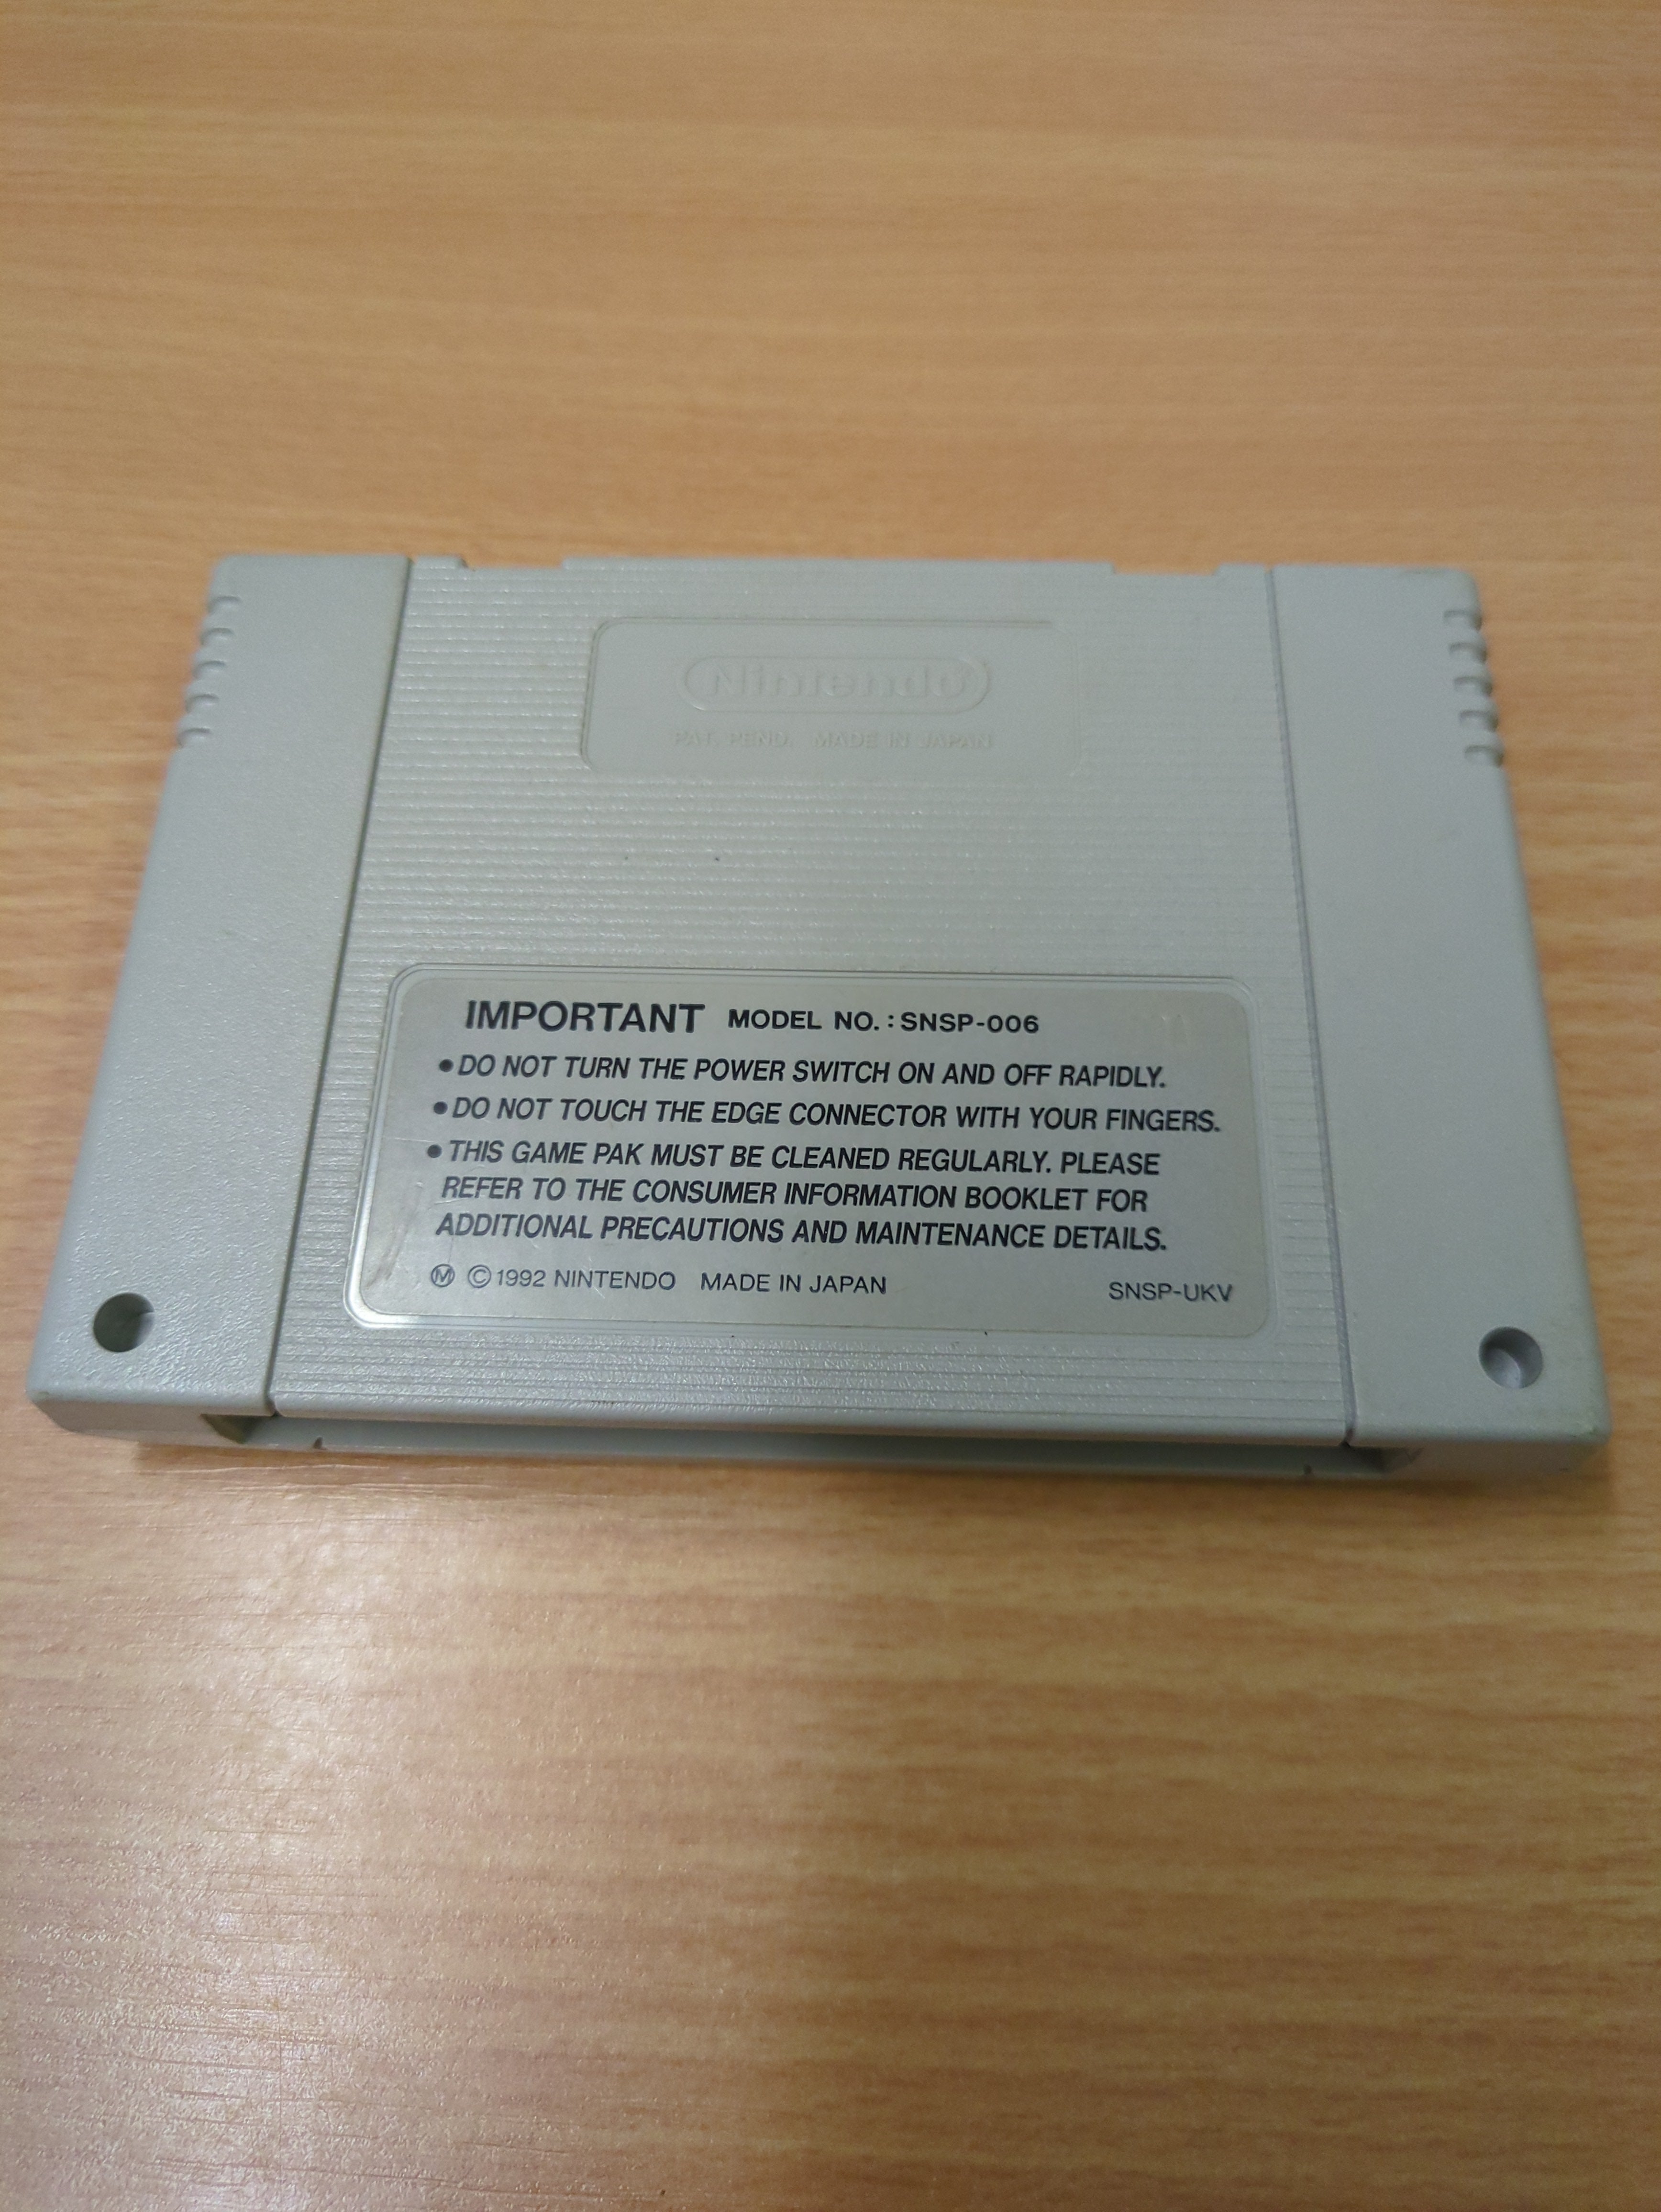 Nintendo®
PAT. PEND. MADE IN JAPAN
IMPORTANT MODEL NO. : SNSP-006
●DO NOT TURN THE POWER SWITCH ON AND OFF RAPIDLY.
●DO NOT TOUCH THE EDGE CONNECTOR WITH YOUR FINGERS.
●THIS GAME PAK MUST BE CLEANED REGULARLY. PLEASE
REFER TO THE CONSUMER INFORMATION BOOKLET FOR
ADDITIONAL PRECAUTIONS AND MAINTENANCE DETAILS.
Ⓜ ©1992 NINTENDO MADE IN JAPAN SNSP-UKV